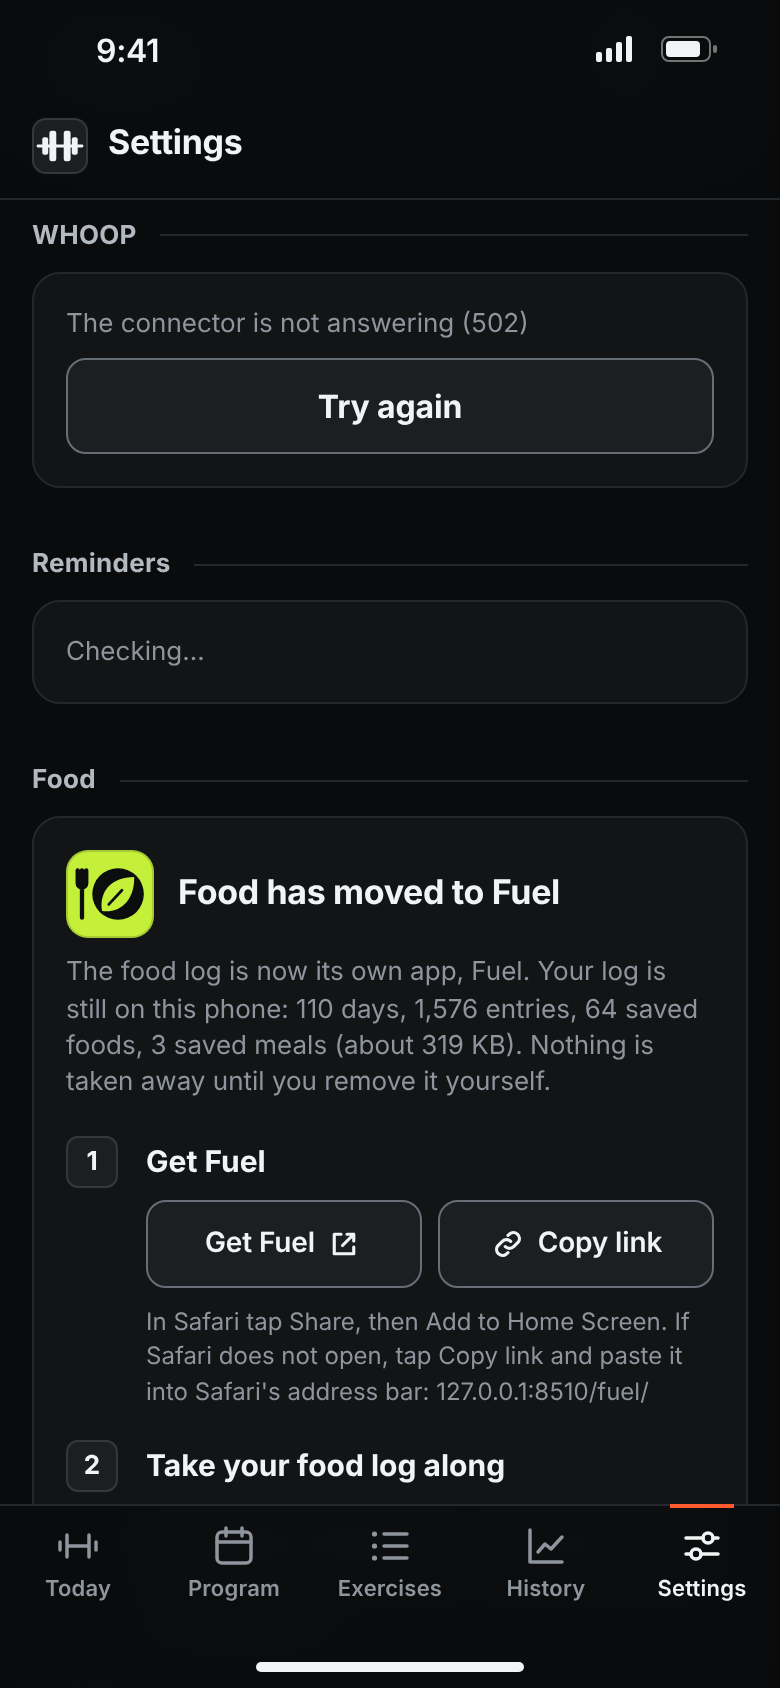 9:41
Settings
WHOOP
The connector is not answering (502)
Try again
Reminders
Checking...
Food
Food has moved to Fuel
The food log is now its own app, Fuel. Your log is
still on this phone: 110 days, 1,576 entries, 64 saved
foods, 3 saved meals (about 319 KB). Nothing is
taken away until you remove it yourself.
1 Get Fuel
Get Fuel Copy link
In Safari tap Share, then Add to Home Screen. If
Safari does not open, tap Copy link and paste it
into Safari's address bar: 127.0.0.1:8510/fuel/
2 Take your food log along
Today Program Exercises History Settings